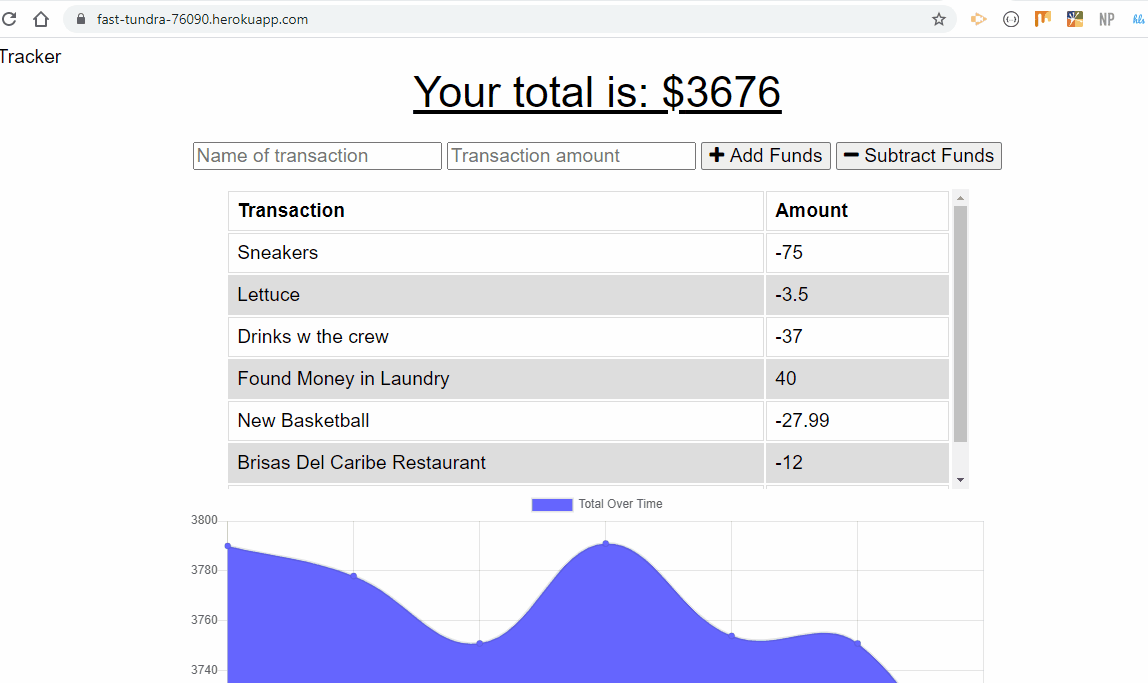 fast-tundra-76090.herokuapp.com
NP
hls
Tracker
Your total is: $3676
Name of transaction Transaction amount Add Funds Subtract Funds
Transaction Amount
Sneakers -75
Lettuce -3.5
Drinks w the crew -37
Found Money in Laundry 40
New Basketball -27.99
Brisas Del Caribe Restaurant -12
Total Over Time
3800
3780
3760
3740